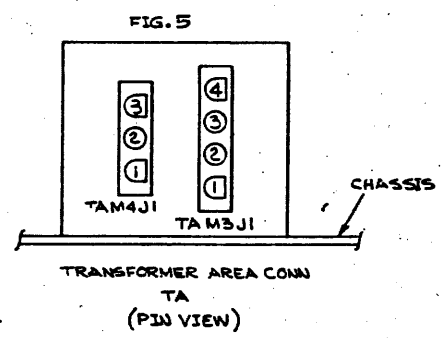 FIG. 5
3
2
1
4
3
2
1
TAM4J1
TAM3J1
CHASSIS
TRANSFORMER AREA CONN
TA
(PIN VIEW)